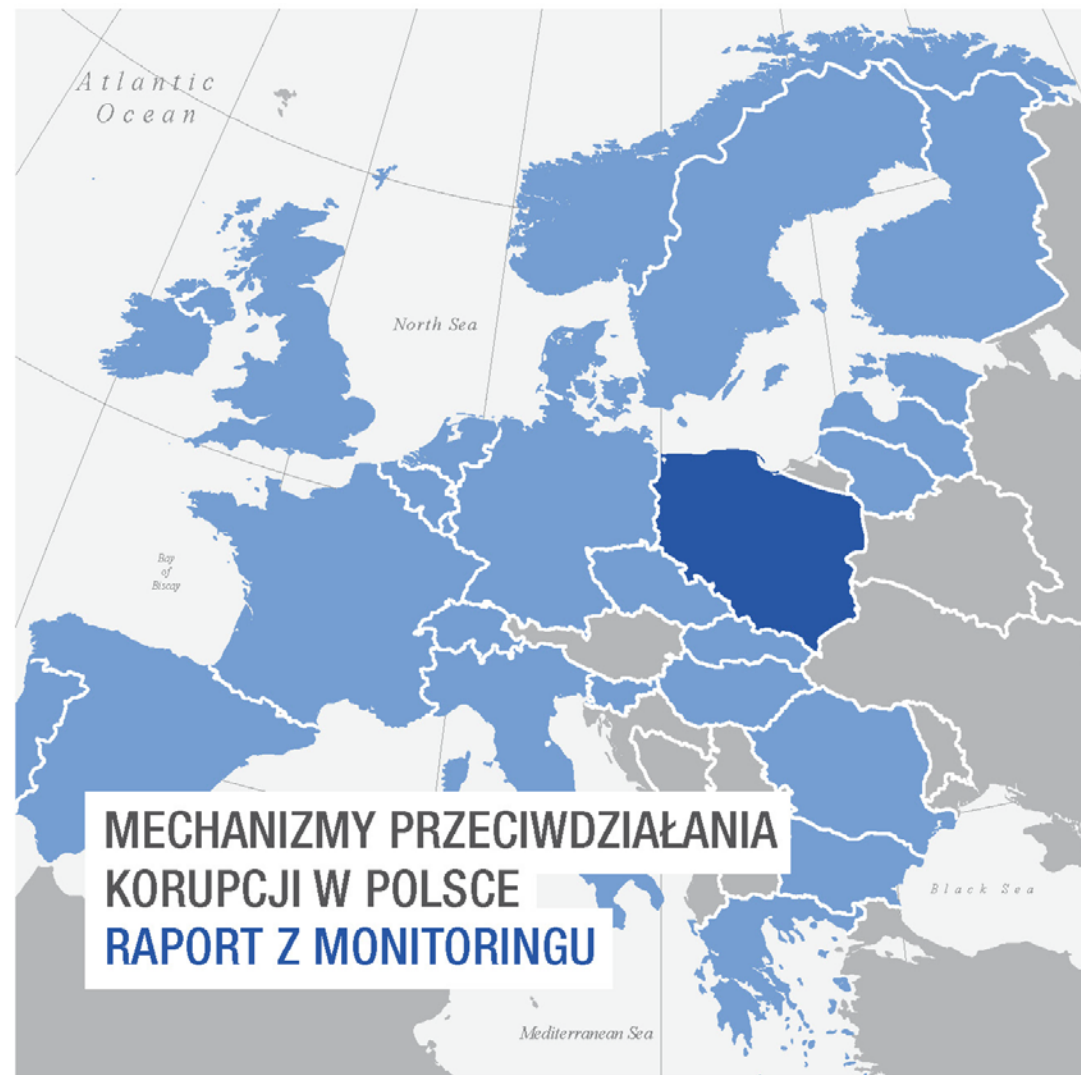 Atlantic
Ocean
North Sea
Bay
of
Biscay
MECHANIZMY PRZECIWDZIAŁANIA
KORUPCJI W POLSCE
RAPORT Z MONITORINGU
Black Sea
Mediterranean Sea